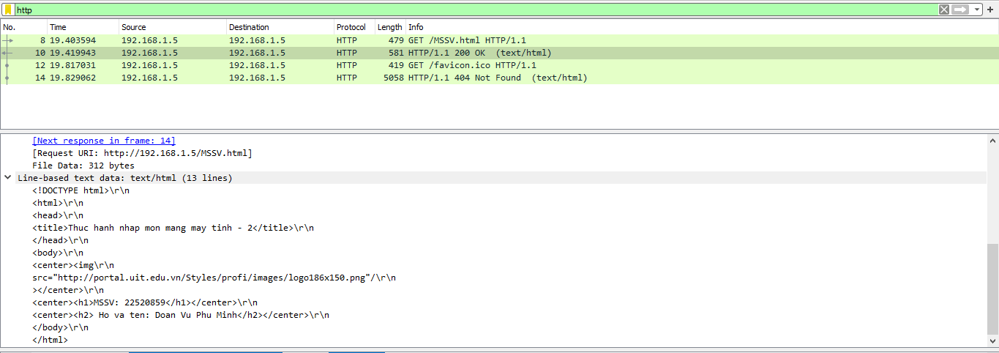 http
No. Time Source Destination Protocol Length Info
8 19.403594 192.168.1.5 192.168.1.5 HTTP 479 GET /MSSV.html HTTP/1.1
10 19.419943 192.168.1.5 192.168.1.5 HTTP 581 HTTP/1.1 200 OK (text/html)
12 19.817031 192.168.1.5 192.168.1.5 HTTP 419 GET /favicon.ico HTTP/1.1
14 19.829062 192.168.1.5 192.168.1.5 HTTP 5058 HTTP/1.1 404 Not Found (text/html)
[Next response in frame: 14]
[Request URI: http://192.168.1.5/MSSV.html]
File Data: 312 bytes
Line-based text data: text/html (13 lines)
<!DOCTYPE html>\r\n
<html>\r\n
<head>\r\n
<title>Thuc hanh nhap mon mang may tinh - 2</title>\r\n
</head>\r\n
<body>\r\n
<center><img\r\n
src="http://portal.uit.edu.vn/Styles/profi/images/logo186x150.png"/\r\n
></center>\r\n
<center><h1>MSSV: 22520859</h1></center>\r\n
<center><h2> Ho va ten: Doan Vu Phu Minh</h2></center>\r\n
</body>\r\n
</html>